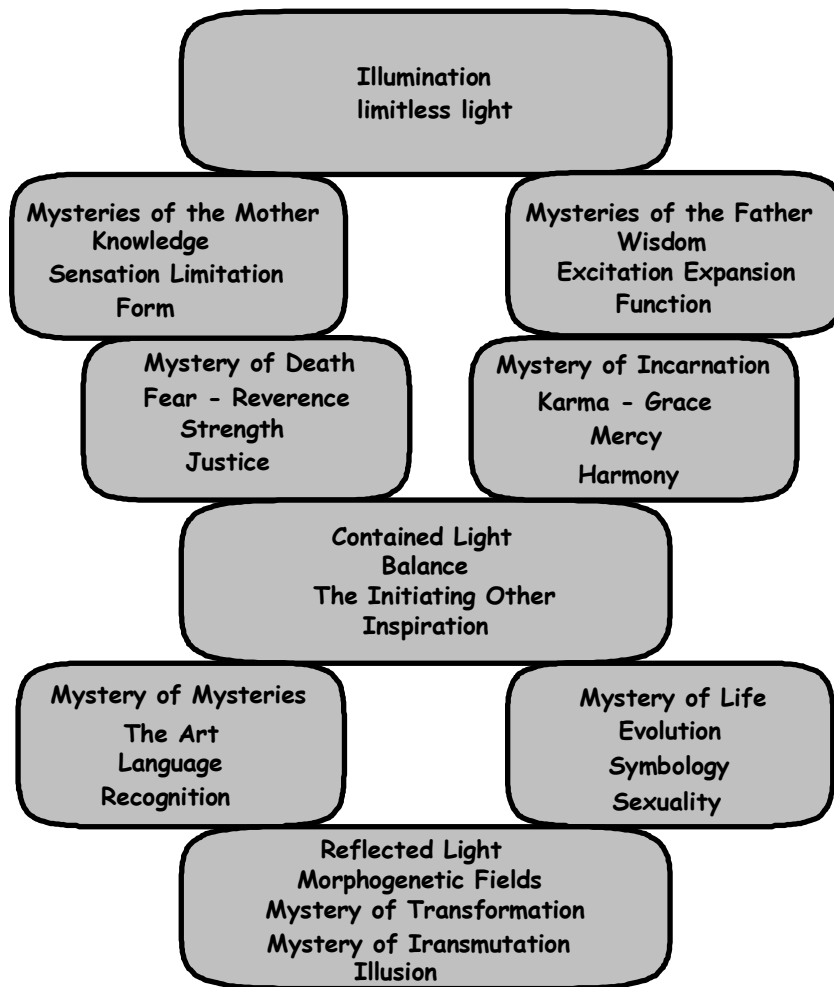 Illumination
limitless light
Mysteries of the Mother
Knowledge
Sensation Limitation
Form
Mysteries of the Father
Wisdom
Excitation Expansion
Function
Mystery of Death
Fear - Reverence
Strength
Justice
Mystery of Incarnation
Karma - Grace
Mercy
Harmony
Contained Light
Balance
The Initiating Other
Inspiration
Mystery of Mysteries
The Art
Language
Recognition
Mystery of Life
Evolution
Symbology
Sexuality
Reflected Light
Morphogenetic Fields
Mystery of Transformation
Mystery of Iransmutation
Illusion